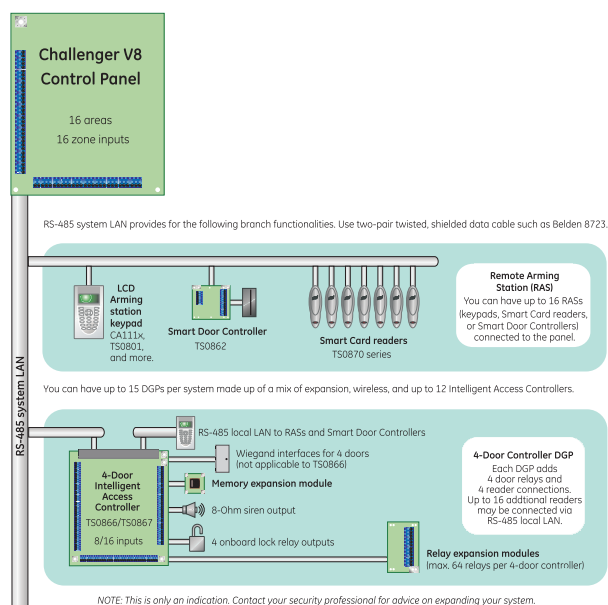 Challenger V8
Control Panel
16 areas
16 zone inputs
RS-485 system LAN provides for the following branch functionalities. Use two-pair twisted, shielded data cable such as Belden 8723.
LCD
Arming
station
keypad
CA111x,
TS0801,
and more.
Smart Door Controller
TS0862
Smart Card readers
TS0870 series
Remote Arming
Station (RAS)
You can have up to 16 RASs
(keypads, Smart Card readers,
or Smart Door Controllers)
connected to the panel.
RS-485 system LAN
You can have up to 15 DGPs per system made up of a mix of expansion, wireless, and up to 12 Intelligent Access Controllers.
RS-485 local LAN to RASs and Smart Door Controllers
Wiegand interfaces for 4 doors
(not applicable to TS0866)
4-Door
Intelligent
Access
Controller
TS0866/TS0867
8/16 inputs
Memory expansion module
8-Ohm siren output
4 onboard lock relay outputs
4-Door Controller DGP
Each DGP adds
4 door relays and
4 reader connections.
Up to 16 addtional readers
may be connected via
RS-485 local LAN.
Relay expansion modules
(max. 64 relays per 4-door controller)
NOTE: This is only an indication. Contact your security professional for advice on expanding your system.